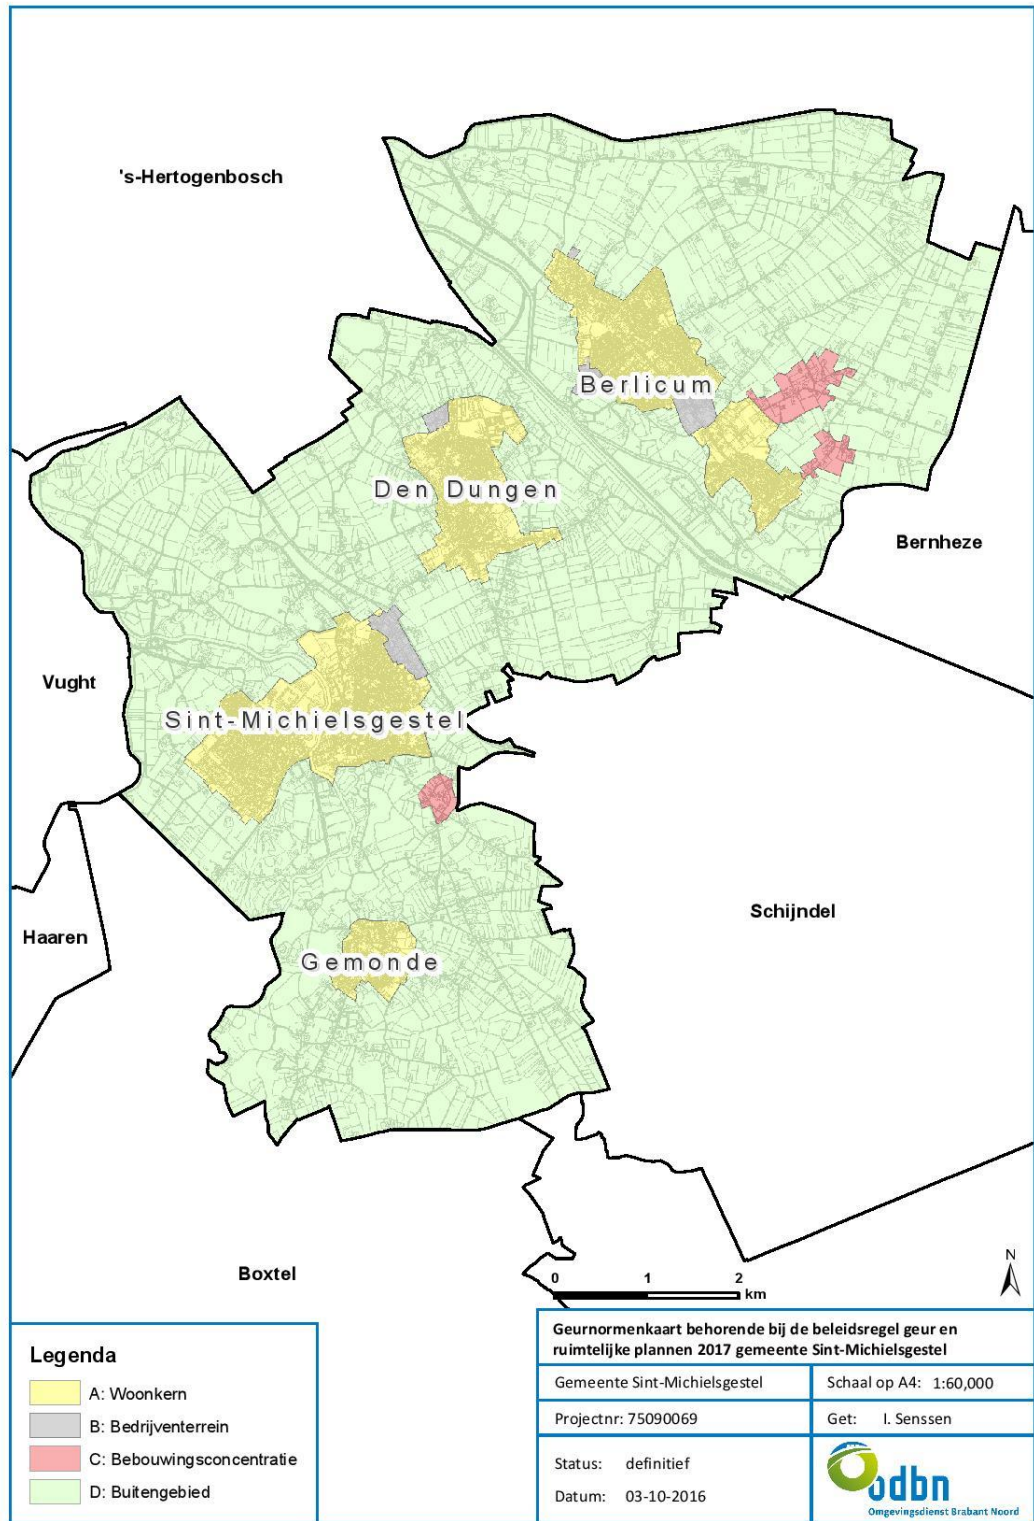 's-Hertogenbosch
Berlicum
Den Dungen
Bernheze
Vught
Sint-Michielsgestel
Schijndel
Haaren
Gemonde
Boxtel
0 1 2
km
N
Legenda
A: Woonkern
B: Bedrijventerrein
C: Bebouwingsconcentratie
D: Buitengebied
Geurnormenkaart behorende bij de beleidsregel geur en
ruimtelijke plannen 2017 gemeente Sint-Michielsgestel
Gemeente Sint-Michielsgestel
Schaal op A4: 1:60,000
Projectnr: 75090069
Get: I. Senssen
Status: definitief
Datum: 03-10-2016
odbn
Omgevingsdienst Brabant Noord